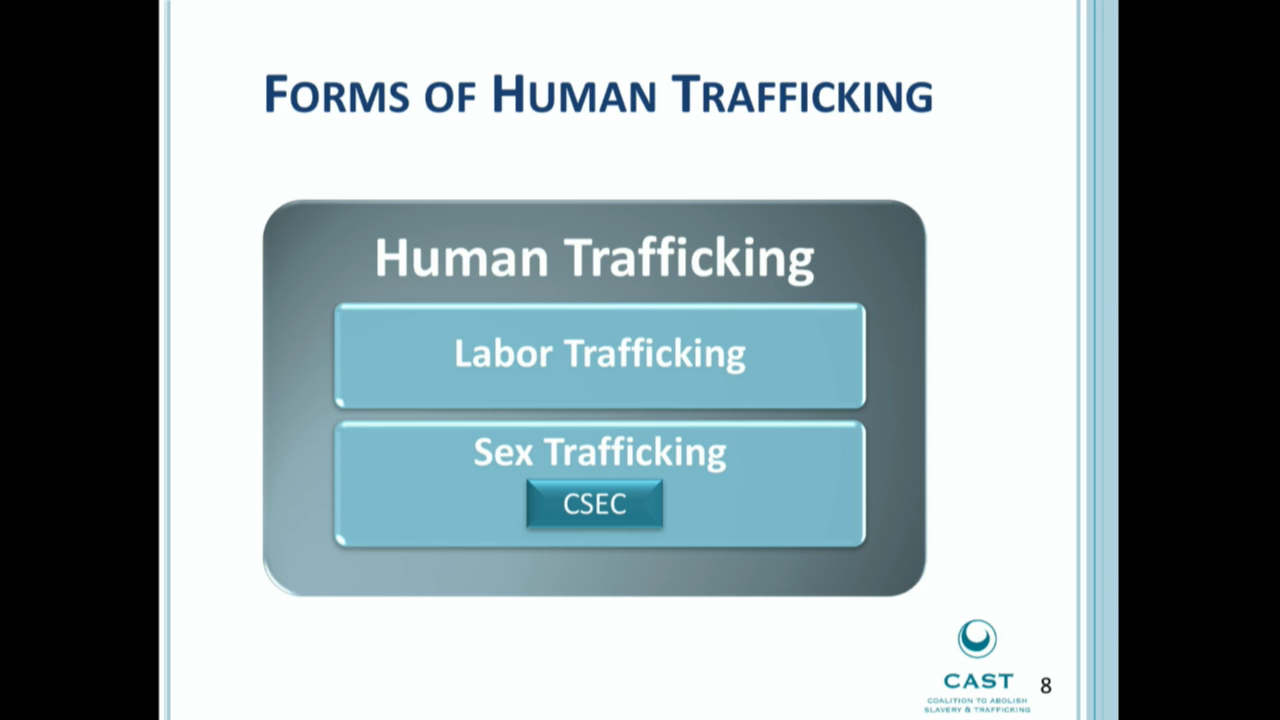 FORMS OF HUMAN TRAFFICKING
Human Trafficking
Labor Trafficking
Sex Trafficking
CSEC
CAST
COALITION TO ABOLISH
SLAVERY & TRAFFICKING
8